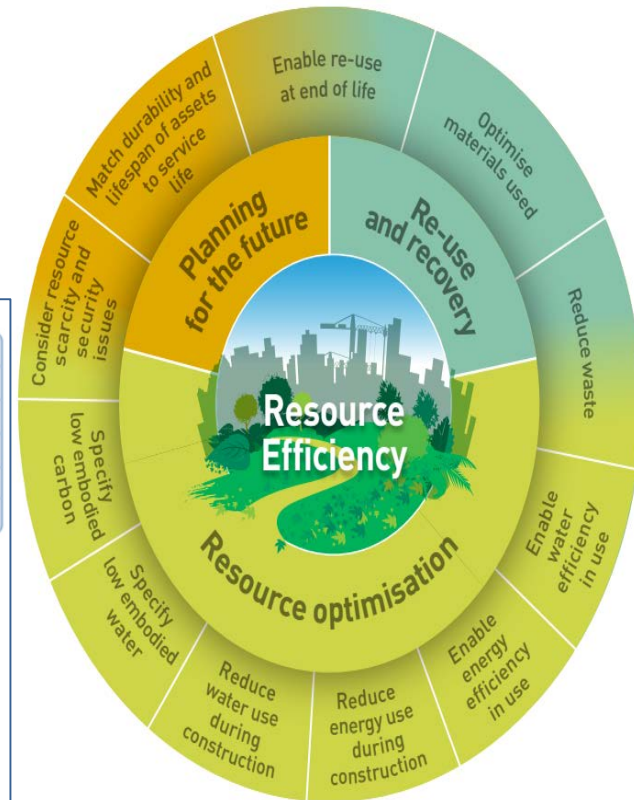 Resource
Efficiency
Planning
for the future
Re-use
and recovery
Resource optimisation
Enable re-use
at end of life
Optimise
materials used
Reduce waste
Enable
water
efficiency
in use
Enable
energy
efficiency
in use
Reduce
energy use
during
construction
Reduce
water use
during
construction
Specify
low embodied
water
Specify
low embodied
carbon
Consider resource
scarcity and
security
issues
Match durability and
lifespan of assets
to service
life